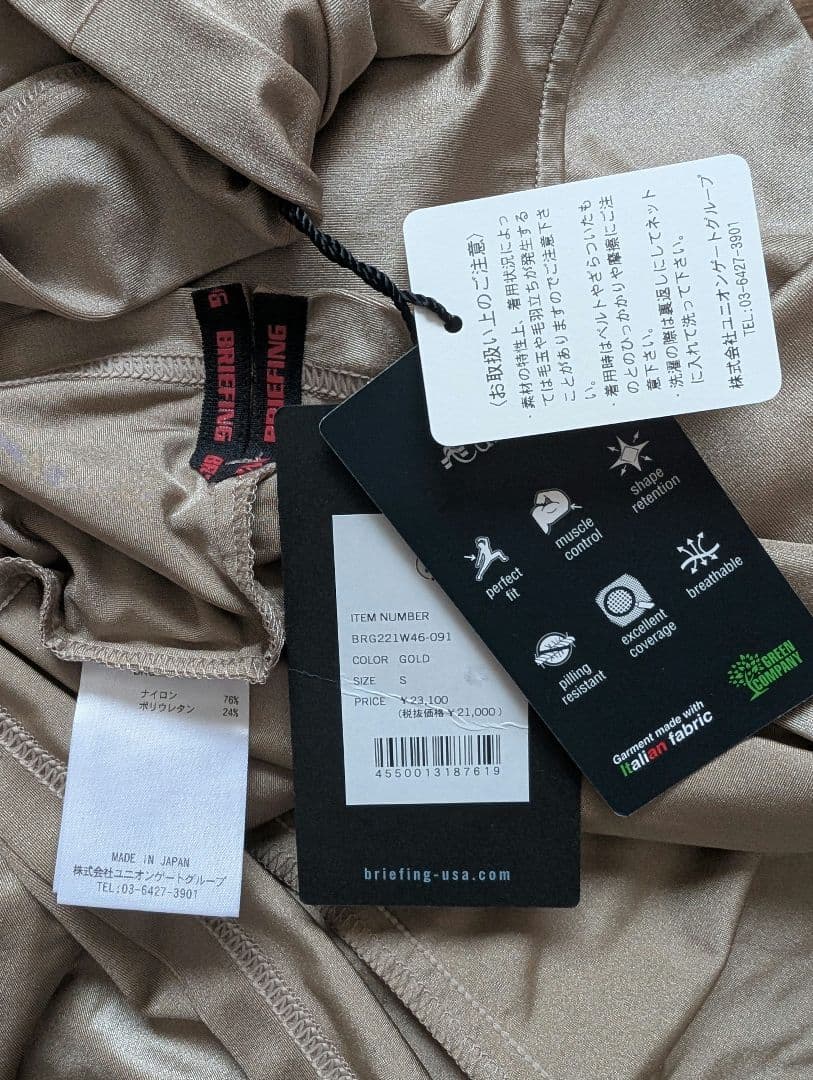 〈お取扱い上のご注意〉
・素材の特性上、着用状況によっ
ては毛玉や毛羽立ちが発生する
ことがありますのでご注意下さ
い。
着用時はベルトやざらついたも
のとのひっかかりや摩擦にご注
意下さい。
・洗濯の際は裏返しにしてネット
に入れて洗って下さい。
株式会社ユニオンゲートグループ
TEL:03-6427-3901
BRIEFING
BRIEFING
perfect
fit
muscle
control
shape
retention
pilling
resistant
excellent
coverage
breathable
GREEN
COMPANY
Garment made with
Italian fabric
ITEM NUMBER
BRG221W46-091
COLOR GOLD
SIZE S
PRICE ¥23,100
(税抜価格¥21,000)
4550013187619
briefing-usa.com
ナイロン 76%
ポリウレタン 24%
MADE IN JAPAN
株式会社ユニオンゲートグループ
TEL:03-6427-3901